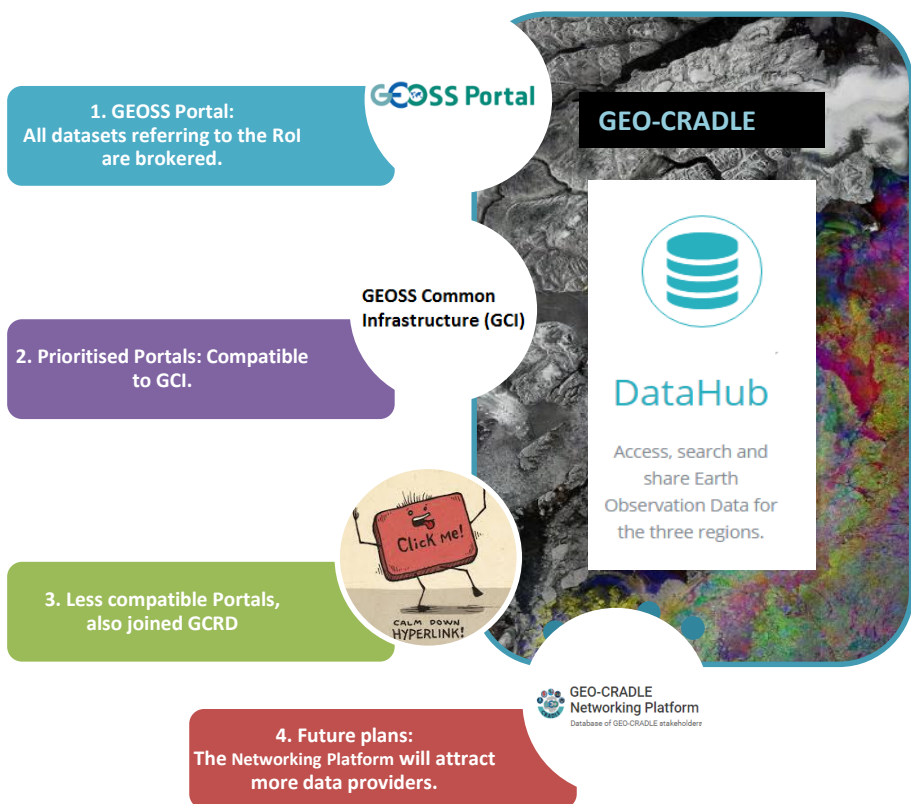 1. GEOSS Portal:
All datasets referring to the RoI
are brokered.
GEOSS Portal
GEO-CRADLE
GEOSS Common
Infrastructure (GCI)
2. Prioritised Portals: Compatible
to GCI.
DataHub
Access, search and
share Earth
Observation Data for
the three regions.
Click Me!
CALM DOWN
HYPERLINK!
3. Less compatible Portals,
also joined GCRD
GEO-CRADLE
Networking Platform
Database of GEO-CRADLE stakeholders
4. Future plans:
The Networking Platform will attract
more data providers.